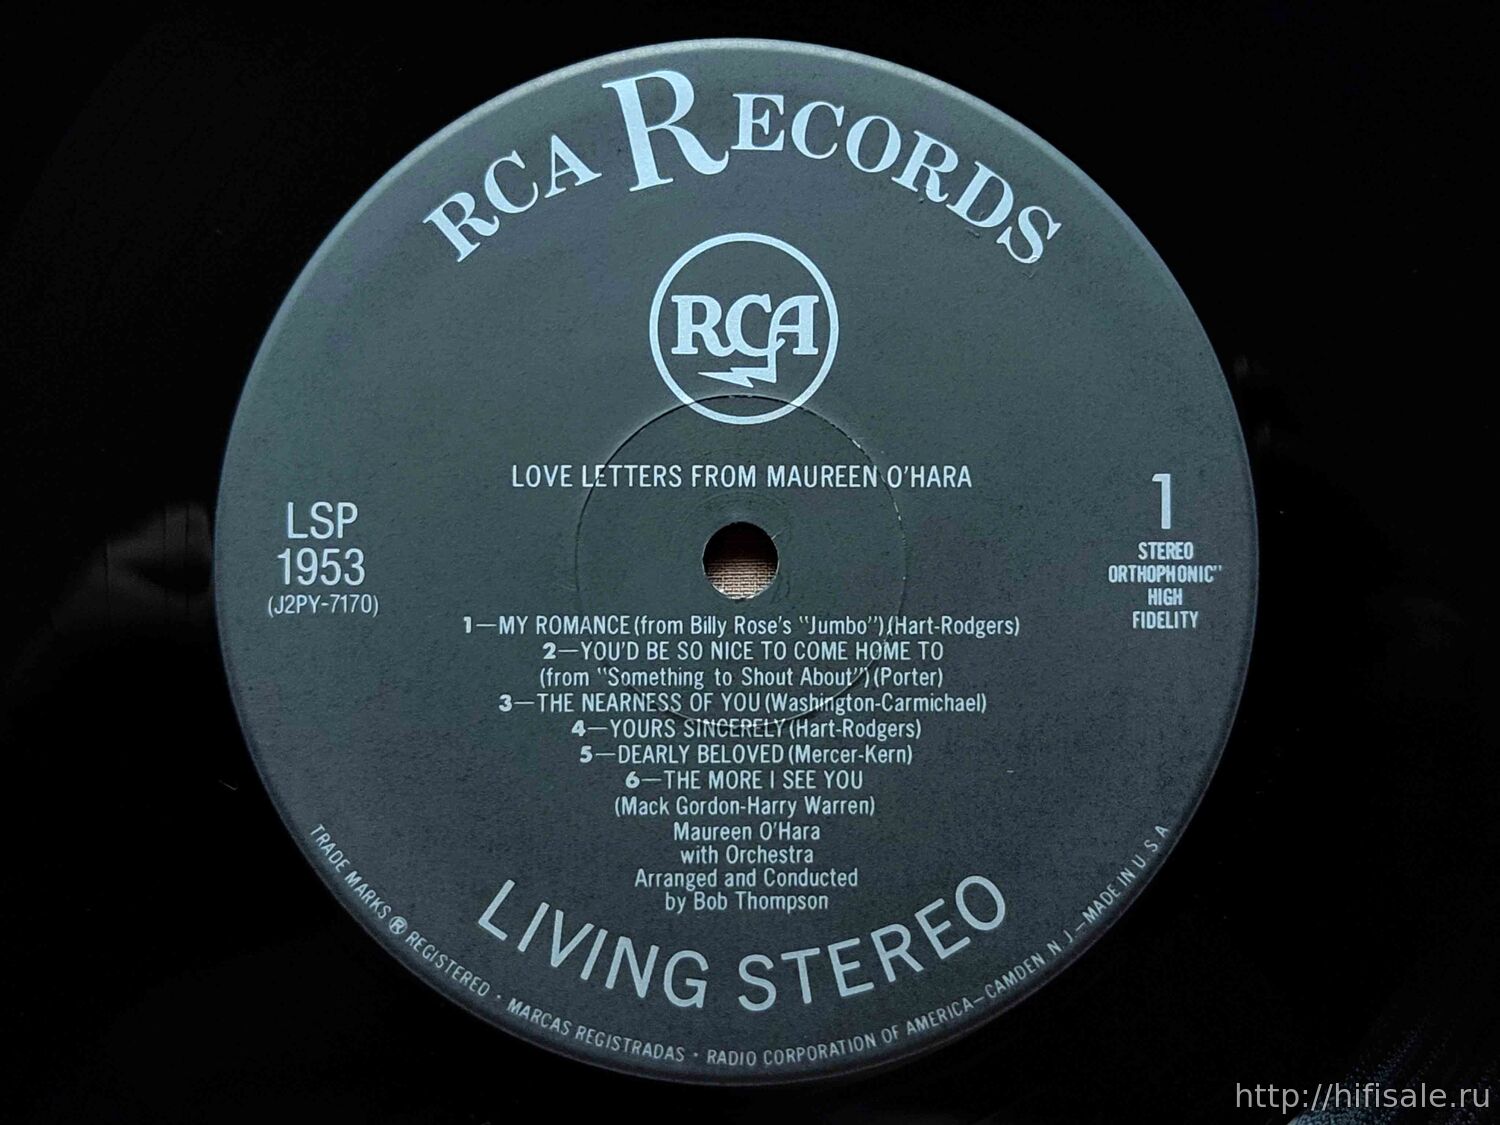 RCA RECORDS
RCA
LOVE LETTERS FROM MAUREEN O'HARA
LSP
1953
(J2PY-7170)
1
STEREO
ORTHOPHONIC"
HIGH
FIDELITY
1—MY ROMANCE (from Billy Rose's "Jumbo") (Hart-Rodgers)
2—YOU'D BE SO NICE TO COME HOME TO
(from "Something to Shout About") (Porter)
3—THE NEARNESS OF YOU (Washington-Carmichael)
4—YOURS SINCERELY (Hart-Rodgers)
5—DEARLY BELOVED (Mercer-Kern)
6—THE MORE I SEE YOU
(Mack Gordon-Harry Warren)
Maureen O'Hara
with Orchestra
Arranged and Conducted
by Bob Thompson
LIVING STEREO
TRADE MARKS ® REGISTERED · MARCAS REGISTRADAS · RADIO CORPORATION OF AMERICA—CAMDEN N J—MADE IN U. S. A
http://hifisale.ru